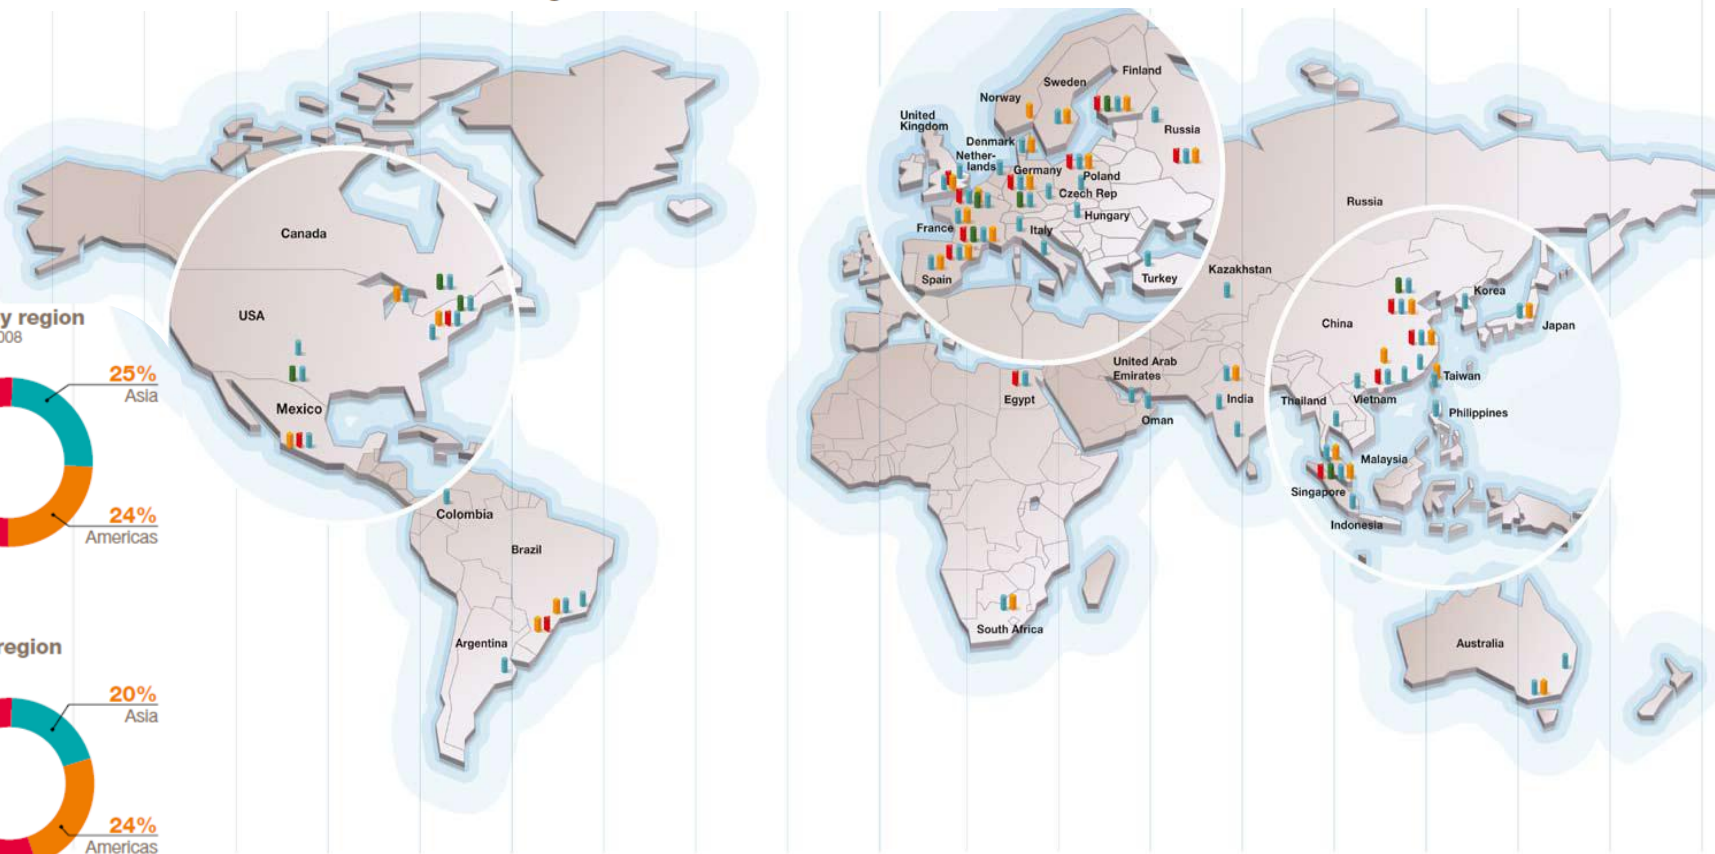 y region
008
25%
Asia
24%
Americas
region
20%
Asia
24%
Americas
Canada
USA
Mexico
Colombia
Brazil
Argentina
Sweden
Finland
Norway
United
Kingdom
Russia
Denmark
Nether-
lands
Germany
Poland
Czech Rep
Hungary
France
Italy
Spain
Turkey
Kazakhstan
Russia
Korea
China
Japan
United Arab
Emirates
Taiwan
Egypt
India
Thailand
Vietnam
Oman
Philippines
Malaysia
Singapore
Indonesia
South Africa
Australia